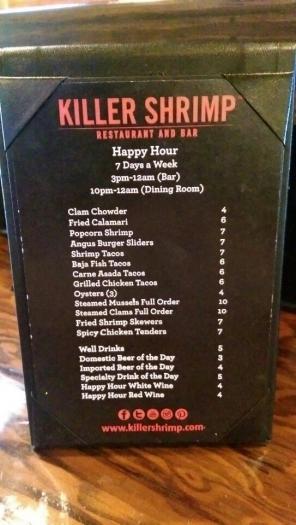 KILLER SHRIMP
RESTAURANT AND BAR
Happy Hour
7 Days a Week
3pm-12am (Bar)
10pm-12am (Dining Room)
Clam Chowder 4
Fried Calamari 6
Popcorn Shrimp 7
Angus Burger Sliders 7
Shrimp Tacos 7
Baja Fish Tacos 6
Carne Asada Tacos 6
Grilled Chicken Tacos 6
Oysters (3) 4
Steamed Mussels Full Order 10
Steamed Clams Full Order 10
Fried Shrimp Skewers 7
Spicy Chicken Tenders 7
Well Drinks 5
Domestic Beer of the Day 3
Imported Beer of the Day 4
Specialty Drink of the Day 5
Happy Hour White Wine 4
Happy Hour Red Wine 4
www.killershrimp.com